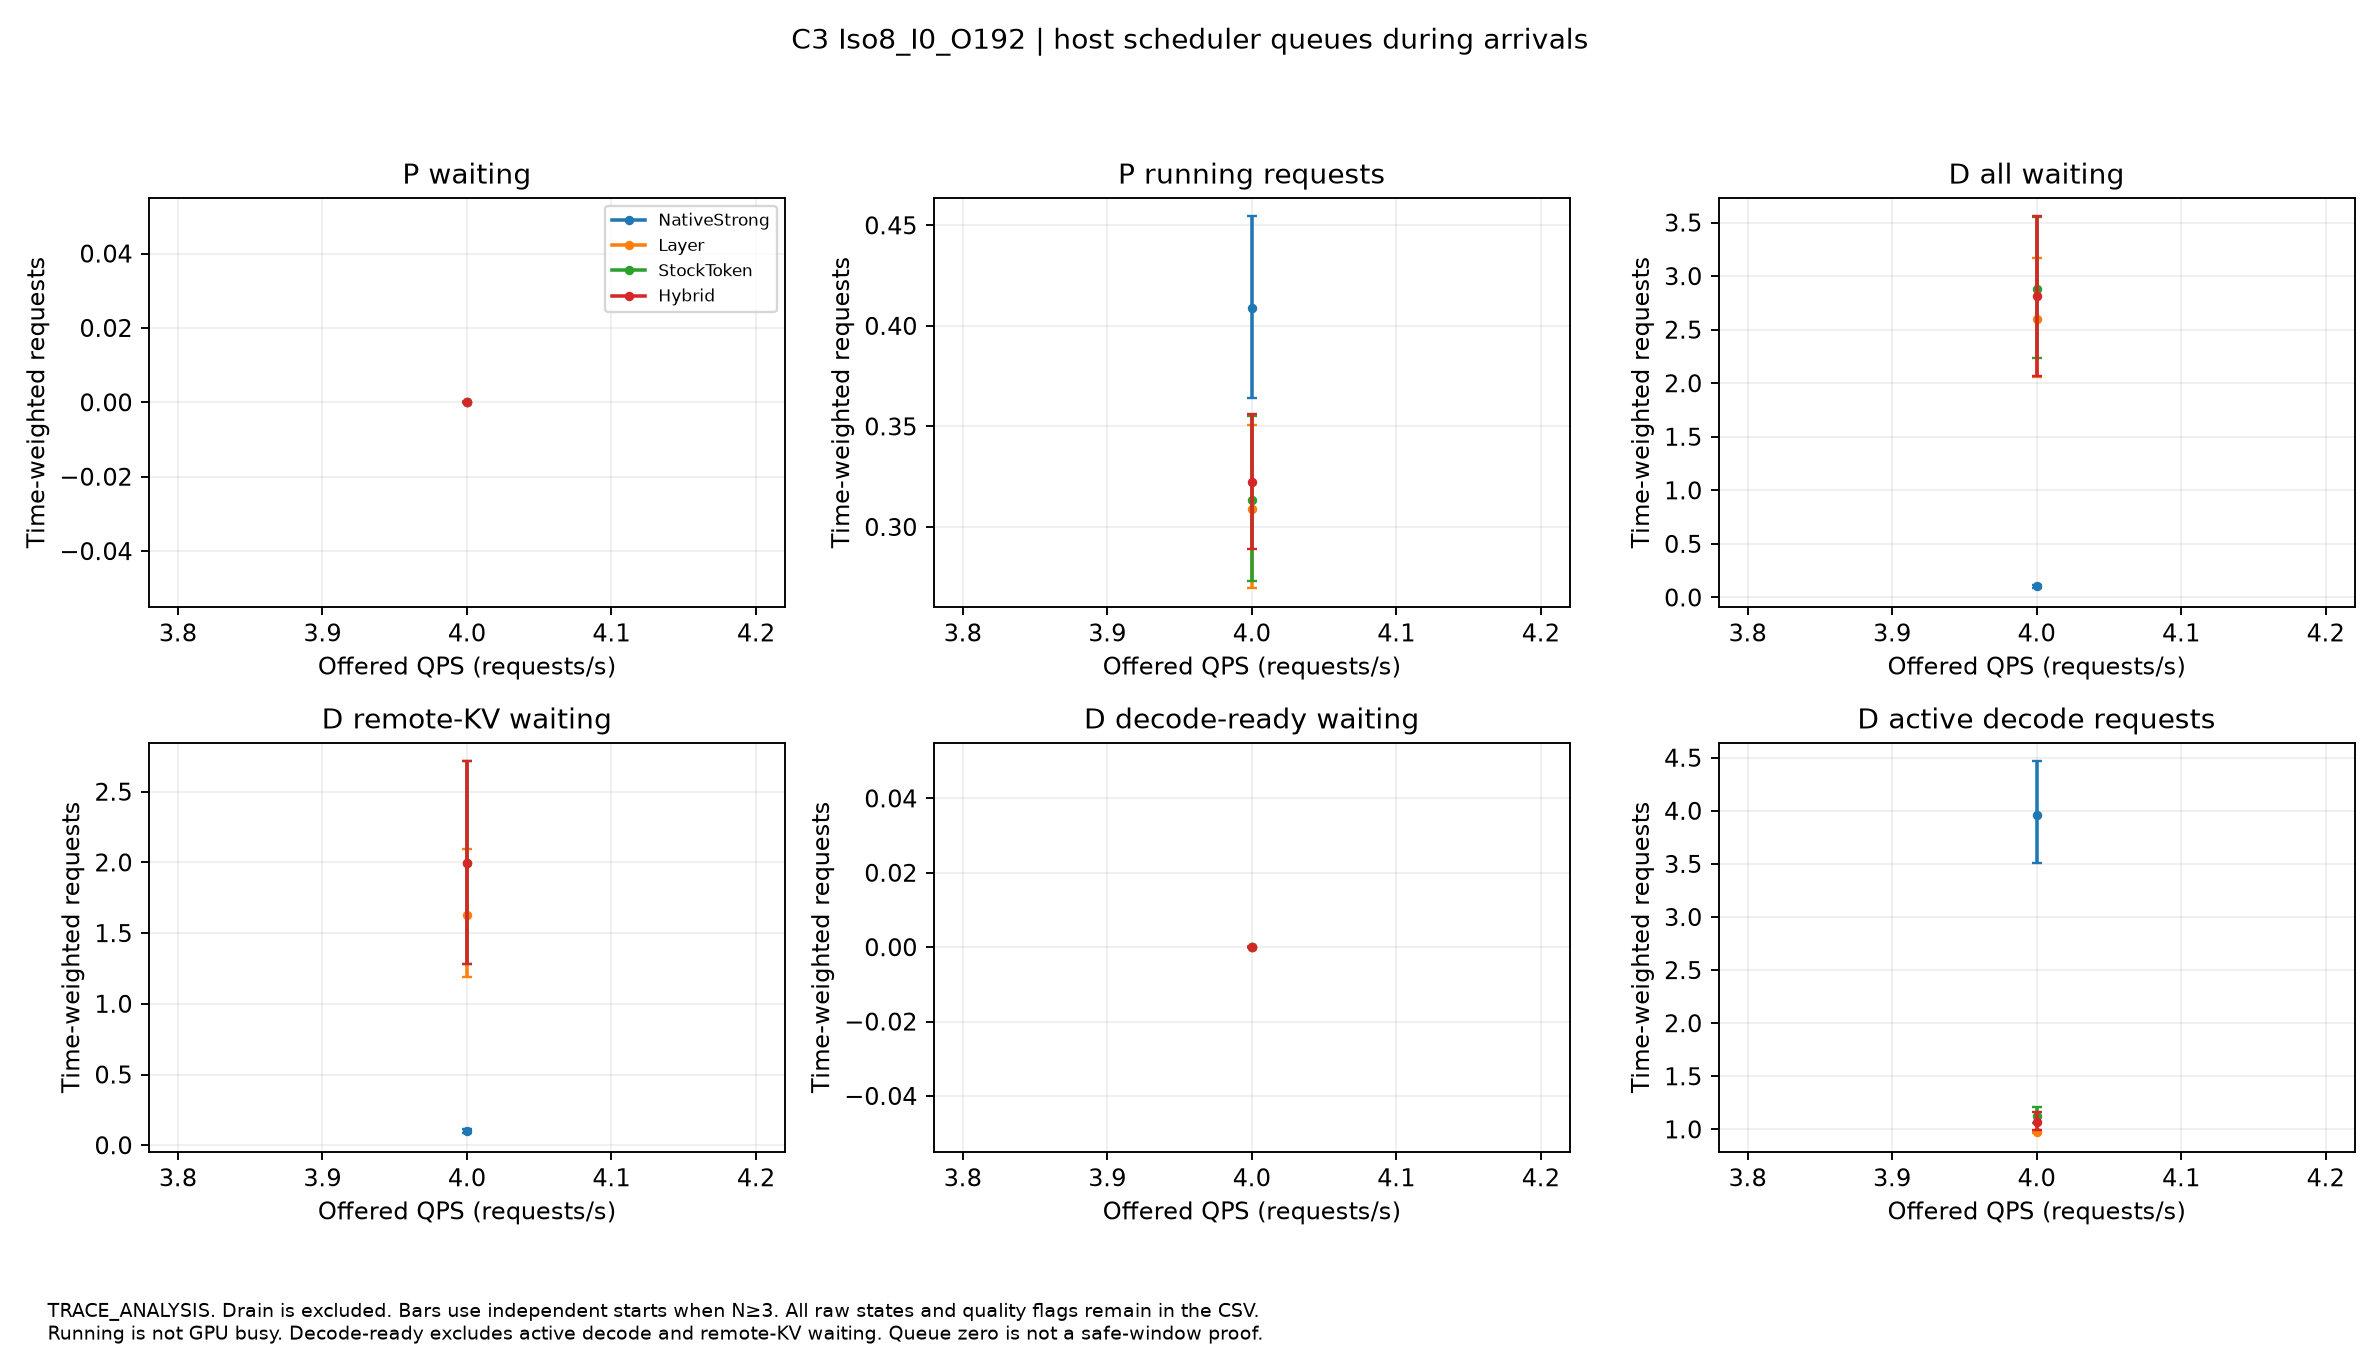 C3 Iso8_I0_O192 | host scheduler queues during arrivals
P waiting
Time-weighted requests
0.04
0.02
0.00
−0.02
−0.04
3.8 3.9 4.0 4.1 4.2
Offered QPS (requests/s)
NativeStrong
Layer
StockToken
Hybrid
P running requests
Time-weighted requests
0.45
0.40
0.35
0.30
3.8 3.9 4.0 4.1 4.2
Offered QPS (requests/s)
D all waiting
Time-weighted requests
3.5
3.0
2.5
2.0
1.5
1.0
0.5
0.0
3.8 3.9 4.0 4.1 4.2
Offered QPS (requests/s)
D remote-KV waiting
Time-weighted requests
2.5
2.0
1.5
1.0
0.5
0.0
3.8 3.9 4.0 4.1 4.2
Offered QPS (requests/s)
D decode-ready waiting
Time-weighted requests
0.04
0.02
0.00
−0.02
−0.04
3.8 3.9 4.0 4.1 4.2
Offered QPS (requests/s)
D active decode requests
Time-weighted requests
4.5
4.0
3.5
3.0
2.5
2.0
1.5
1.0
3.8 3.9 4.0 4.1 4.2
Offered QPS (requests/s)
TRACE_ANALYSIS. Drain is excluded. Bars use independent starts when N≥3. All raw states and quality flags remain in the CSV.
Running is not GPU busy. Decode-ready excludes active decode and remote-KV waiting. Queue zero is not a safe-window proof.